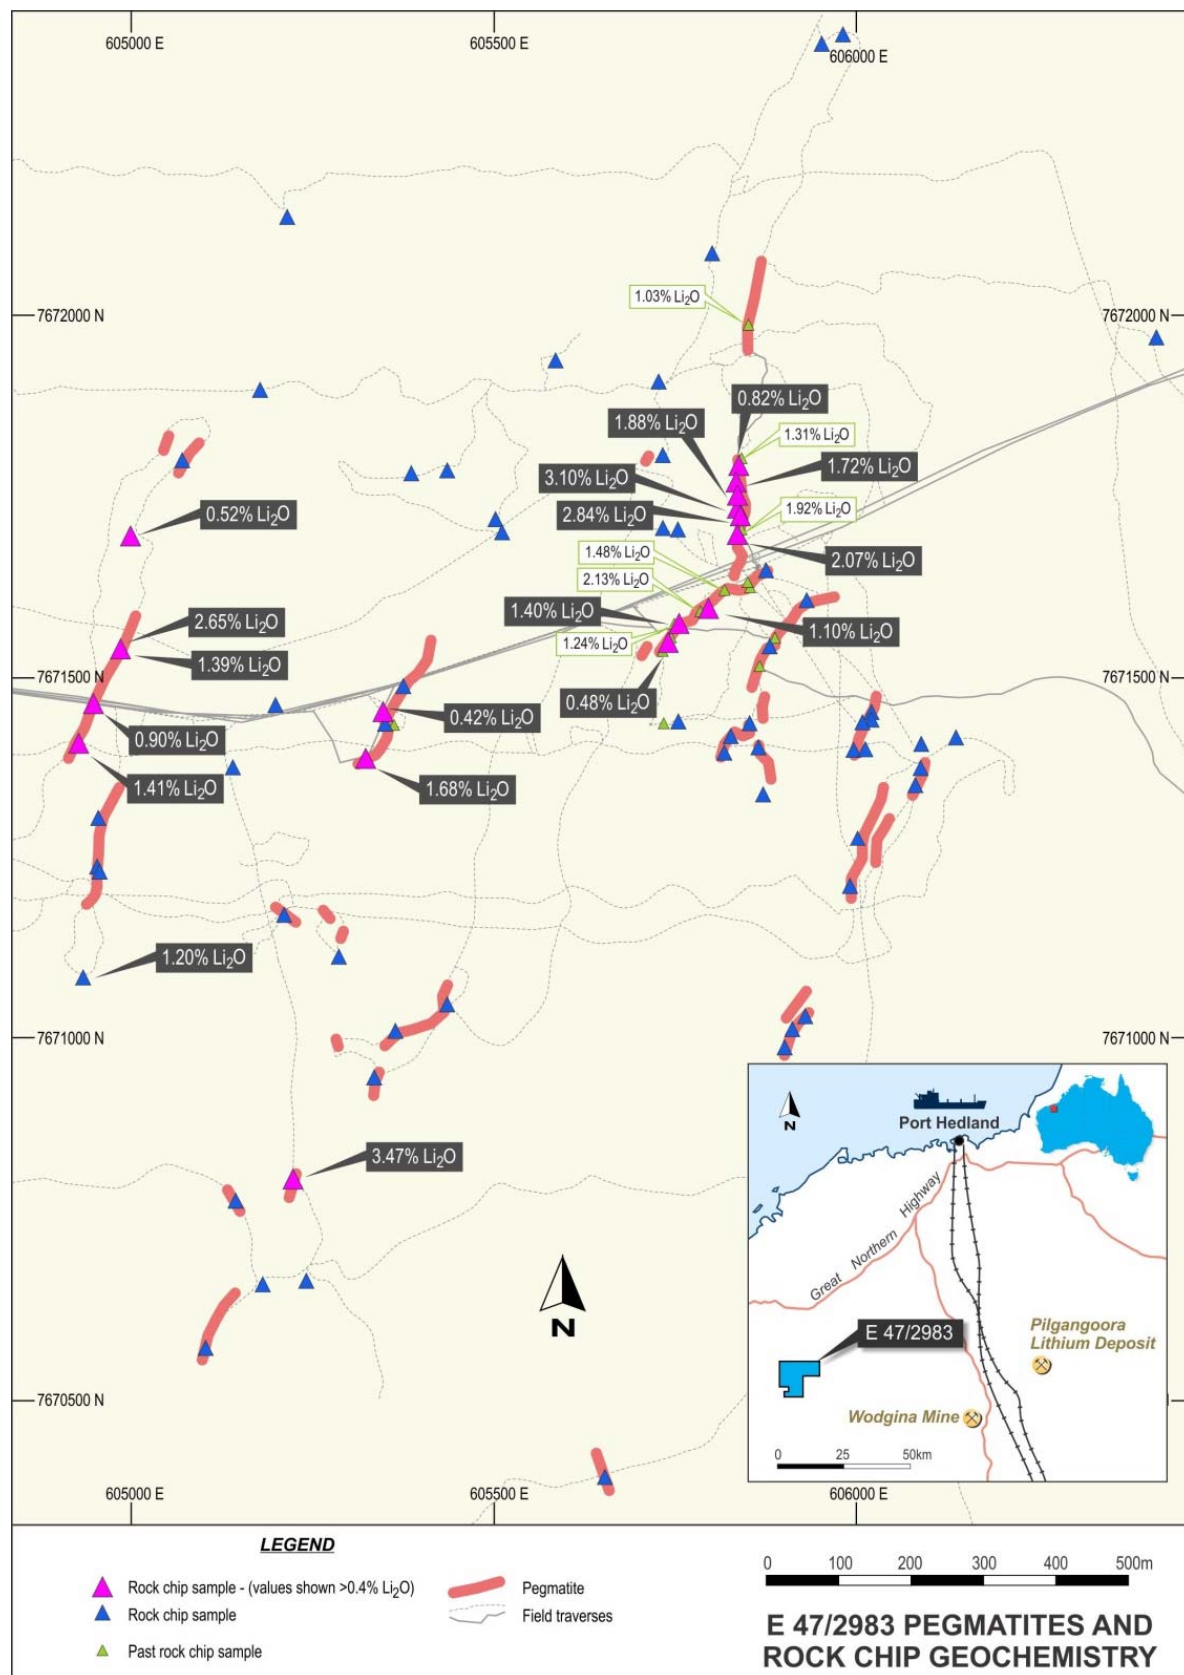 605000 E
605500 E
606000 E
1.03% Li₂O
7672000 N
7672000 N
0.82% Li₂O
1.88% Li₂O
1.31% Li₂O
1.72% Li₂O
3.10% Li₂O
2.84% Li₂O
1.92% Li₂O
0.52% Li₂O
1.48% Li₂O
2.07% Li₂O
2.13% Li₂O
1.40% Li₂O
2.65% Li₂O
1.10% Li₂O
1.24% Li₂O
1.39% Li₂O
7671500 N
7671500 N
0.48% Li₂O
0.42% Li₂O
0.90% Li₂O
1.41% Li₂O
1.68% Li₂O
1.20% Li₂O
7671000 N
7671000 N
3.47% Li₂O
N
N
Port Hedland
Great Northern Highway
E 47/2983
Pilgangoora
Lithium Deposit
Wodgina Mine
0 25 50km
7670500 N
605000 E
605500 E
606000 E
LEGEND
Rock chip sample - (values shown >0.4% Li₂O)
Rock chip sample
Past rock chip sample
Pegmatite
Field traverses
0 100 200 300 400 500m
E 47/2983 PEGMATITES AND
ROCK CHIP GEOCHEMISTRY